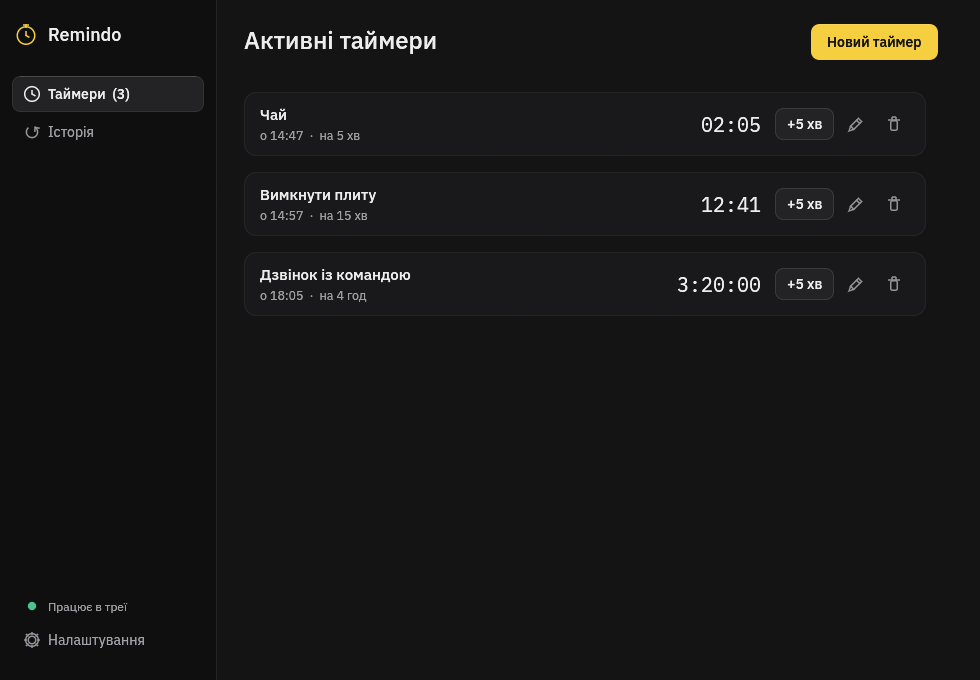 Remindo
Таймери (3)
Історія
Працює в треї
Налаштування
Активні таймери
Новий таймер
Чай
о 14:47 · на 5 хв
02:05
+5 хв
Вимкнути плиту
о 14:57 · на 15 хв
12:41
+5 хв
Дзвінок із командою
о 18:05 · на 4 год
3:20:00
+5 хв